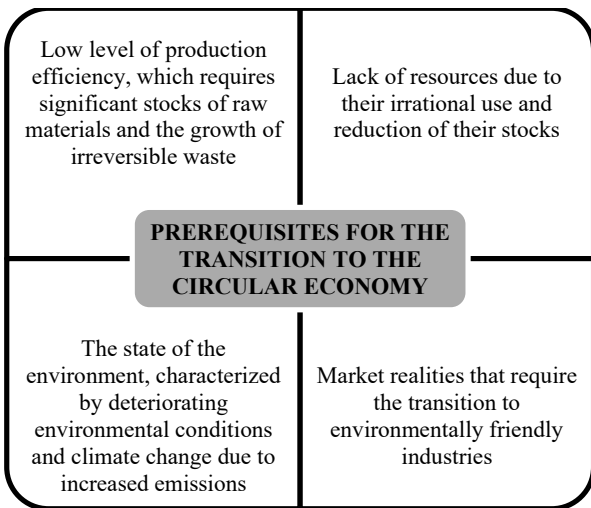 Low level of production
efficiency, which requires
significant stocks of raw
materials and the growth of
irreversible waste
Lack of resources due to
their irrational use and
reduction of their stocks
PREREQUISITES FOR THE
TRANSITION TO THE
CIRCULAR ECONOMY
The state of the
environment, characterized
by deteriorating
environmental conditions
and climate change due to
increased emissions
Market realities that require
the transition to
environmentally friendly
industries